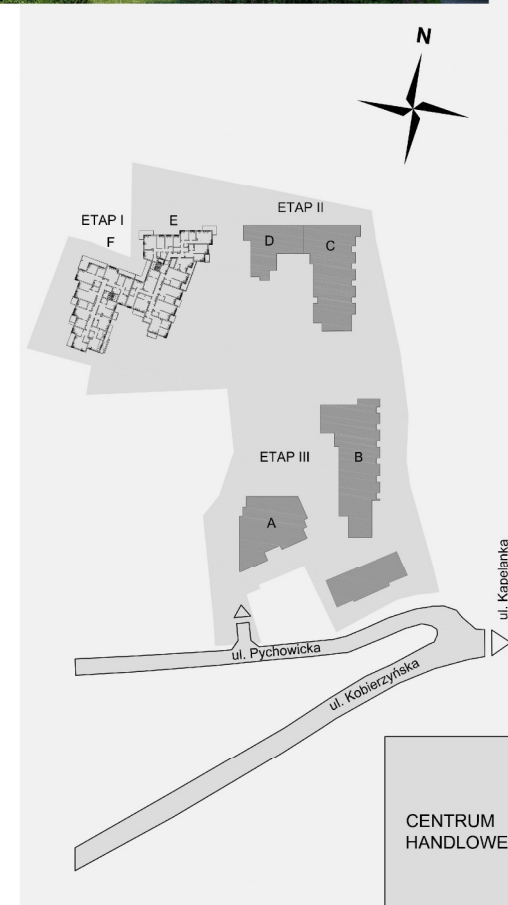 N
ETAP I
E
ETAP II
F
D
C
ETAP III
B
A
ul. Kapelanka
ul. Pychowicka
ul. Kobierzyńska
CENTRUM
HANDLOWE